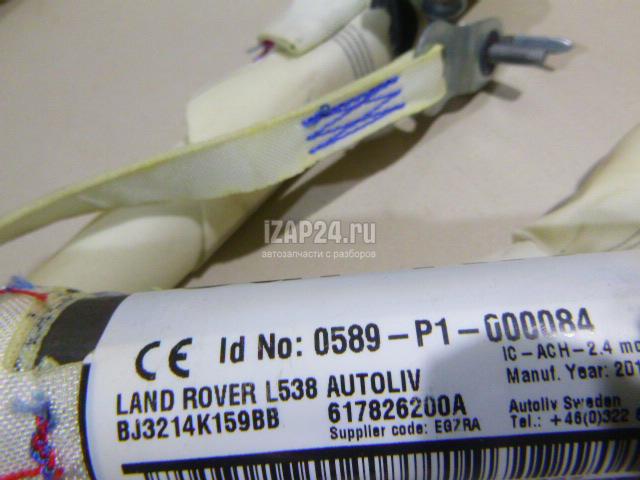 iZAP24.ru
автозапчасти с разборов
CE Id No: 0589-P1-000084
IC-ACH-2.4
LAND ROVER L538 AUTOLIV
Manuf. Year:
BJ3214K159BB 617826200A
Autoliv Sweden
Supplier code: EG7RA
Tel.: +46(0)322